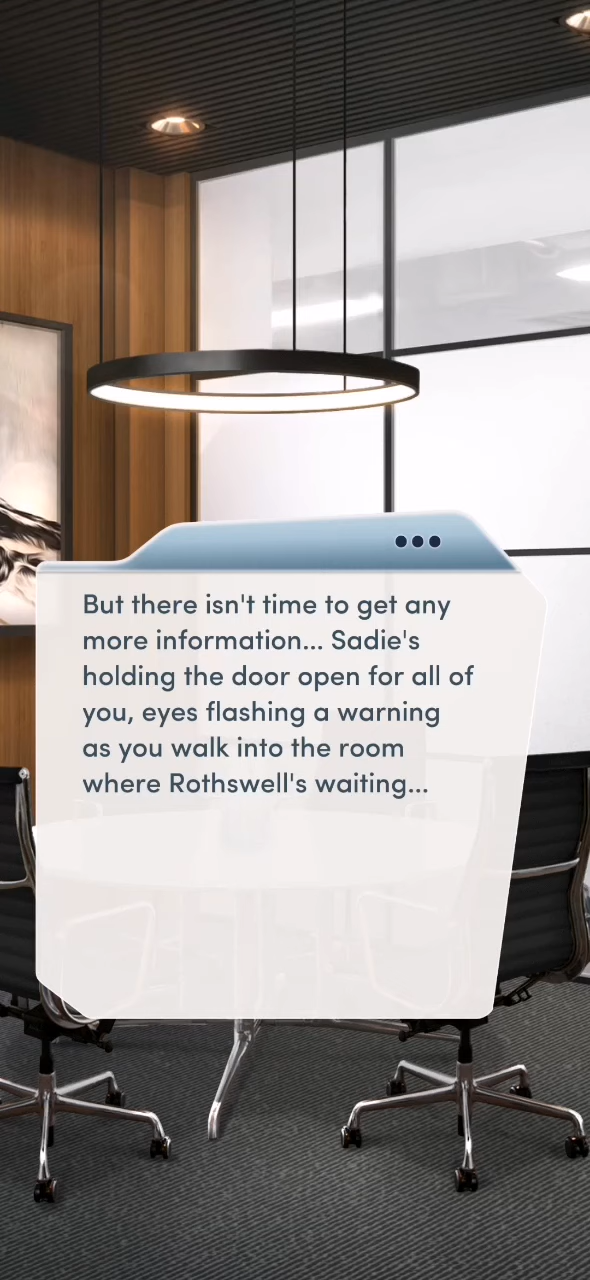 But there isn't time to get any
more information... Sadie's
holding the door open for all of
you, eyes flashing a warning
as you walk into the room
where Rothswell's waiting...